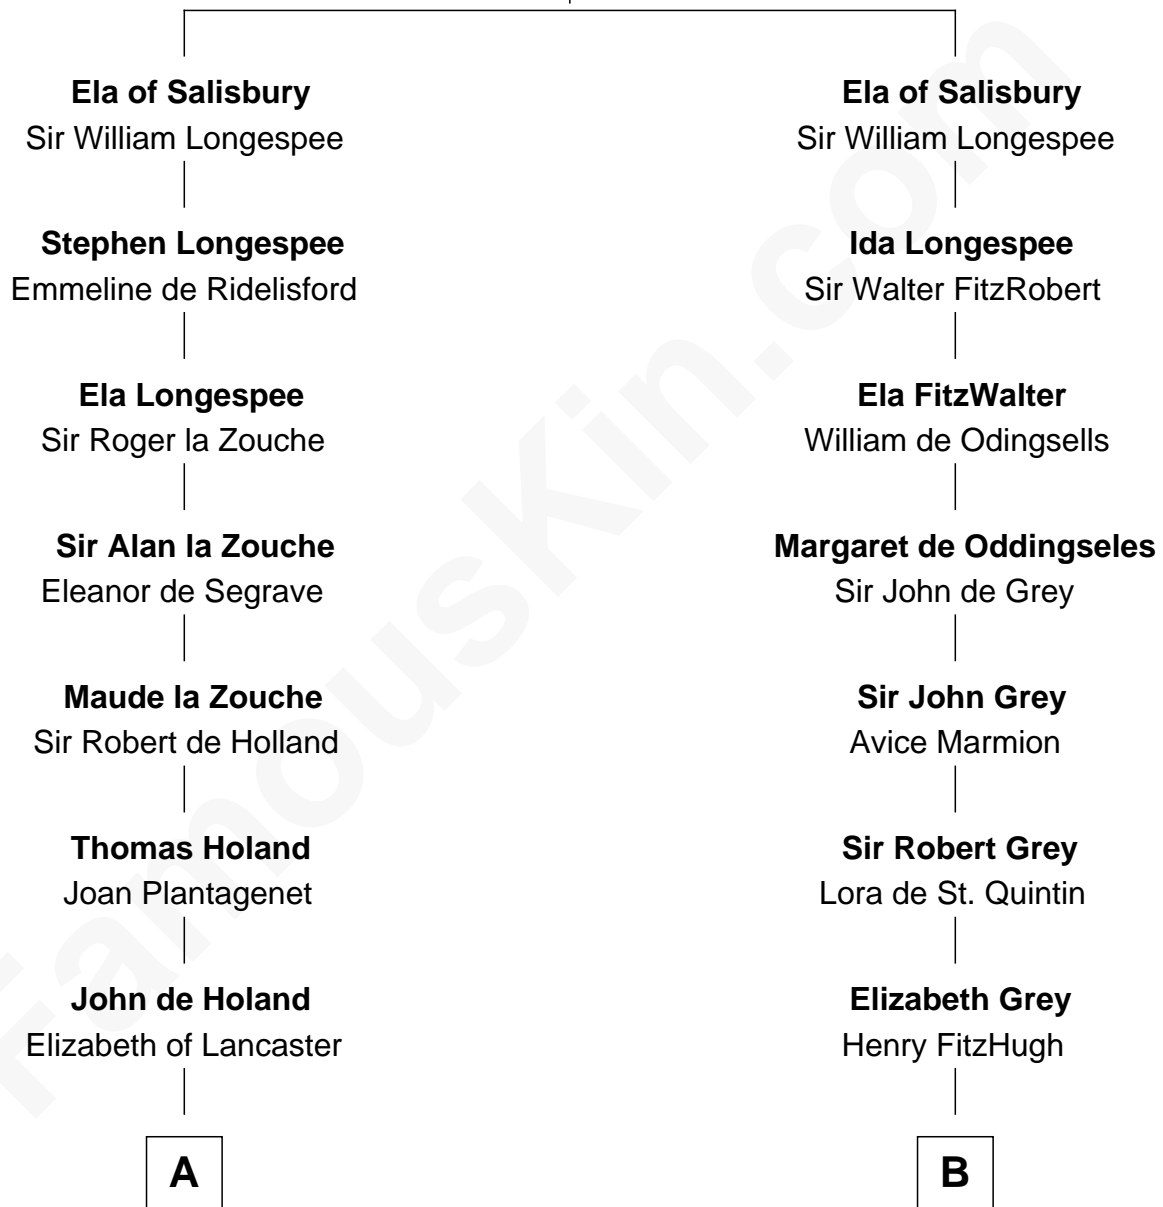 Ela of Salisbury
Sir William Longespee
Stephen Longespee
Emmeline de Ridelisford
Ela Longespee
Sir Roger la Zouche
Sir Alan la Zouche
Eleanor de Segrave
Maude la Zouche
Sir Robert de Holland
Thomas Holand
Joan Plantagenet
John de Holand
Elizabeth of Lancaster
A
Ela of Salisbury
Sir William Longespee
Ida Longespee
Sir Walter FitzRobert
Ela FitzWalter
William de Odingsells
Margaret de Oddingseles
Sir John de Grey
Sir John Grey
Avice Marmion
Sir Robert Grey
Lora de St. Quintin
Elizabeth Grey
Henry FitzHugh
B
FamousKin.com